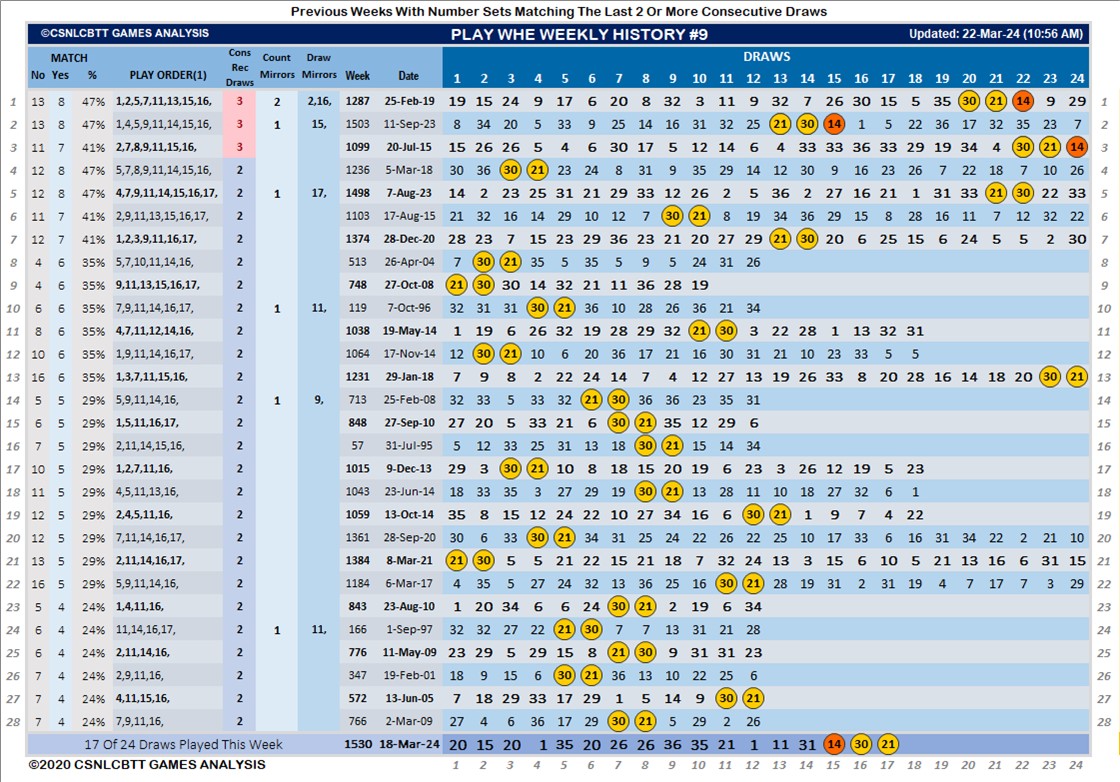 Previous Weeks With Number Sets Matching The Last 2 Or More Consecutive Draws
©CSNLCBTT GAMES ANALYSIS PLAY WHE WEEKLY HISTORY #9 Updated: 22-Mar-24 (10:56 AM)
MATCH Cons Rec Draws Count Mirrors Draw Mirrors DRAWS
No Yes % PLAY ORDER(1) Week Date 1 2 3 4 5 6 7 8 9 10 11 12 13 14 15 16 17 18 19 20 21 22 23 24
1 13 8 47% 1,2,5,7,11,13,15,16, 3 2 2,16, 1287 25-Feb-19 19 15 24 9 17 6 20 8 32 3 11 9 32 7 26 30 15 5 35 30 21 14 9 29 1
2 13 8 47% 1,4,5,9,11,14,15,16, 3 1 15, 1503 11-Sep-23 8 34 20 5 33 9 25 14 16 31 32 25 21 30 14 1 5 22 36 17 32 35 23 7 2
3 11 7 41% 2,7,8,9,11,15,16, 3 1099 20-Jul-15 15 26 26 5 4 6 30 17 5 12 14 6 4 33 33 35 33 29 19 34 4 30 21 14 3
4 12 8 47% 5,7,8,9,11,14,15,16, 2 1236 5-Mar-18 30 36 30 21 23 24 8 31 9 35 29 14 12 30 9 16 23 26 7 22 18 7 10 26 4
5 12 8 47% 4,7,9,11,14,15,16,17, 2 1 17, 1498 7-Aug-23 14 2 23 25 31 21 29 33 12 26 2 5 36 2 27 16 21 1 31 33 21 30 22 33 5
6 11 7 41% 2,9,11,13,15,16,17, 2 1103 17-Aug-15 21 32 16 14 29 10 12 7 30 21 8 19 34 36 29 15 8 28 16 11 7 12 32 22 6
7 12 7 41% 1,2,3,9,11,16,17, 2 1374 28-Dec-20 28 23 7 15 23 29 36 23 21 20 27 29 21 30 20 6 25 15 6 24 5 5 2 30 7
8 4 6 35% 5,7,10,11,14,16, 2 513 26-Apr-04 7 30 21 35 5 35 5 9 5 24 31 26 8
9 4 6 35% 9,11,13,15,16,17, 2 748 27-Oct-08 21 30 30 14 32 21 11 36 28 10 19 9
10 6 6 35% 7,9,11,14,16,17, 2 1 11, 119 7-Oct-96 32 31 31 30 21 36 10 28 26 36 21 34 10
11 8 6 35% 4,7,11,12,14,16, 2 1038 19-May-14 1 19 6 26 32 19 28 29 32 21 30 3 22 28 1 13 32 31 11
12 10 6 35% 1,9,11,14,16,17, 2 1064 17-Nov-14 12 30 21 10 6 20 36 17 21 16 30 31 21 10 23 33 5 5 12
13 16 6 35% 1,3,7,11,15,16, 2 1231 29-Jan-18 7 9 8 2 22 24 14 7 4 12 27 13 19 26 33 8 20 28 16 14 18 20 30 21 13
14 5 5 29% 5,9,11,14,16, 2 1 9, 713 25-Feb-08 32 33 5 33 32 21 30 36 36 23 35 31 14
15 6 5 29% 1,5,11,16,17, 2 848 27-Sep-10 27 20 5 33 21 6 30 21 35 12 29 6 15
16 7 5 29% 2,11,14,15,16, 2 57 31-Jul-95 5 12 33 25 31 13 18 30 21 15 14 34 16
17 10 5 29% 1,2,7,11,16, 2 1015 9-Dec-13 29 3 30 21 10 8 18 15 20 19 6 23 3 26 12 19 5 23 17
18 11 5 29% 4,5,11,13,16, 2 1043 23-Jun-14 18 33 35 3 27 29 19 30 21 13 28 11 10 18 27 32 6 1 18
19 12 5 29% 2,4,5,11,16, 2 1059 13-Oct-14 35 8 15 12 24 22 10 27 34 16 6 30 21 1 9 7 4 22 19
20 12 5 29% 7,11,14,16,17, 2 1361 28-Sep-20 30 6 33 30 21 34 31 25 24 22 26 22 25 10 17 33 6 16 31 34 22 2 21 10 20
21 13 5 29% 2,11,14,16,17, 2 1384 8-Mar-21 21 30 5 5 21 22 15 21 18 7 32 24 13 3 15 6 10 5 21 13 16 6 31 15 21
22 16 5 29% 5,9,11,14,16, 2 1184 6-Mar-17 4 35 5 27 24 32 13 36 25 16 30 21 28 19 31 2 31 19 4 7 17 7 3 29 22
23 5 4 24% 1,4,11,16, 2 843 23-Aug-10 1 20 34 6 6 24 30 21 2 19 6 34 23
24 6 4 24% 11,14,16,17, 2 1 11, 166 1-Sep-97 32 32 27 22 21 30 7 7 13 31 21 28 24
25 6 4 24% 2,11,14,16, 2 776 11-May-09 23 29 5 29 15 8 21 30 9 31 31 23 25
26 7 4 24% 2,9,11,16, 2 347 19-Feb-01 18 9 15 6 30 21 36 13 10 22 25 6 26
27 7 4 24% 4,11,15,16, 2 572 13-Jun-05 7 18 29 33 17 29 1 5 14 9 30 21 27
28 7 4 24% 7,9,11,16, 2 766 2-Mar-09 27 4 6 36 17 29 30 21 5 29 2 26 28
17 Of 24 Draws Played This Week 1530 18-Mar-24 20 15 20 1 35 20 26 26 36 35 21 1 11 31 14 30 21
©2020 CSNLCBTT GAMES ANALYSIS 1 2 3 4 5 6 7 8 9 10 11 12 13 14 15 16 17 18 19 20 21 22 23 24